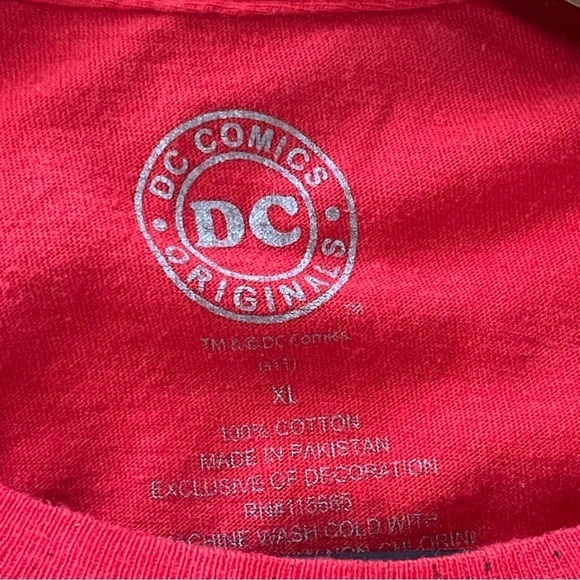 DC COMICS
DC
ORIGINALS
TM
TM & © DC Comics.
(s11)
XL
100% COTTON
MADE IN PAKISTAN
EXCLUSIVE OF DECORATION
MACHINE WASH COLD WITH